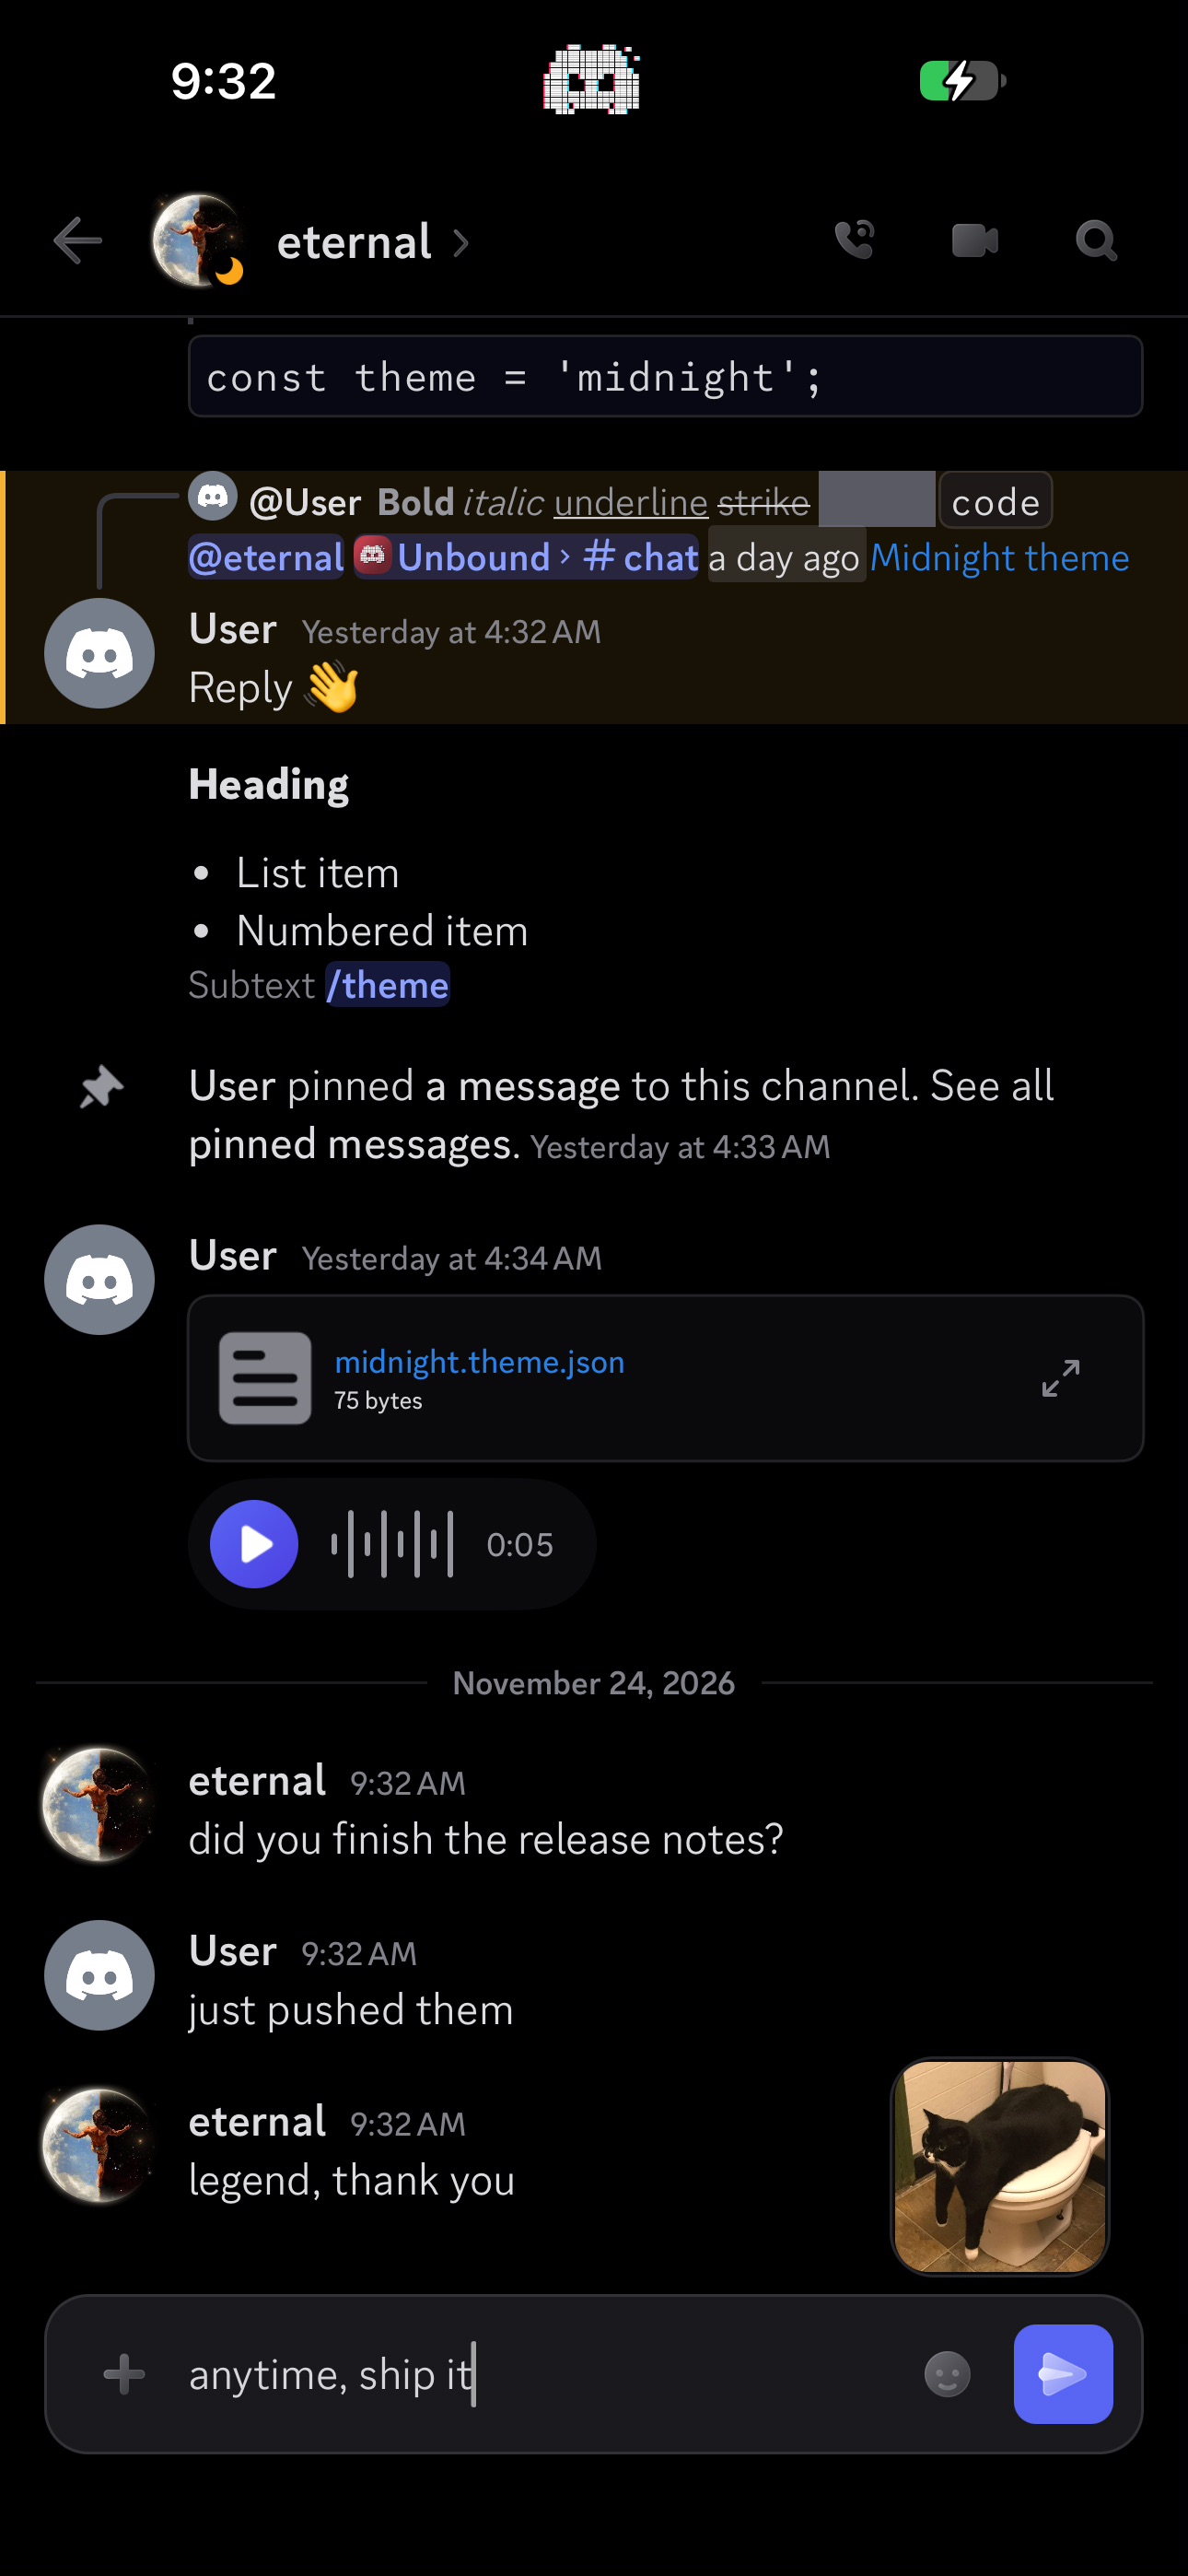 9:32
eternal
const theme = 'midnight';
@User Bold italic underline strike code
@eternal Unbound › # chat a day ago Midnight theme
User Yesterday at 4:32 AM
Reply 👋
Heading
• List item
• Numbered item
Subtext /theme
User pinned a message to this channel. See all
pinned messages. Yesterday at 4:33 AM
User Yesterday at 4:34 AM
midnight.theme.json
75 bytes
0:05
November 24, 2026
eternal 9:32 AM
did you finish the release notes?
User 9:32 AM
just pushed them
eternal 9:32 AM
legend, thank you
anytime, ship it